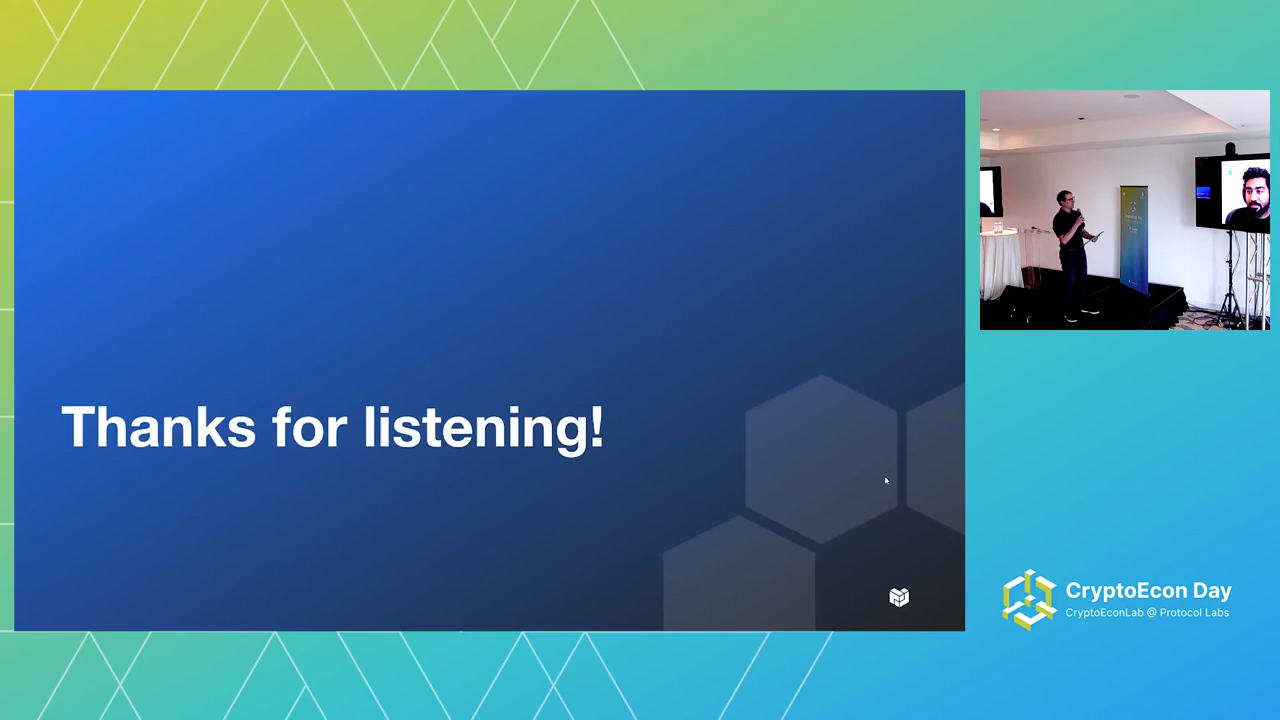 Thanks for listening!
CryptoEcon Day
CryptoEconLab @ Protocol Labs